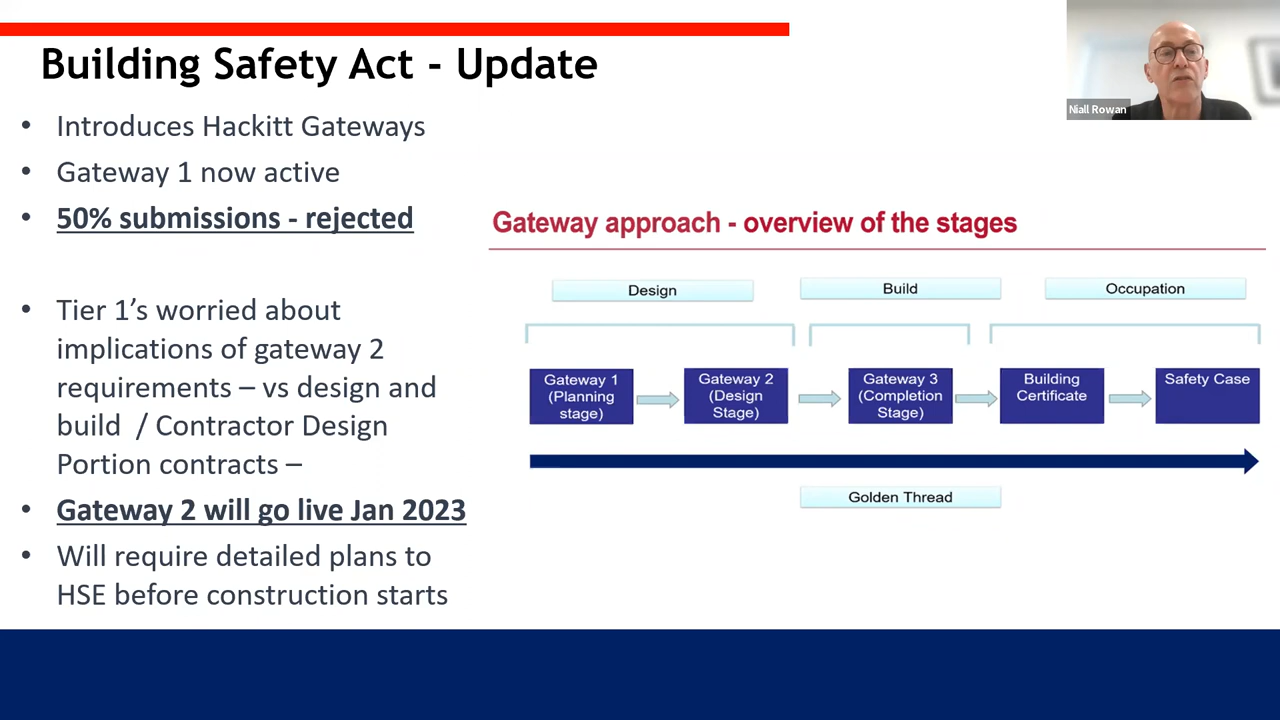 Building Safety Act - Update
Niall Rowan
• Introduces Hackitt Gateways
• Gateway 1 now active
• 50% submissions - rejected
• Tier 1’s worried about
implications of gateway 2
requirements – vs design and
build / Contractor Design
Portion contracts –
• Gateway 2 will go live Jan 2023
• Will require detailed plans to
HSE before construction starts
Gateway approach - overview of the stages
Design
Build
Occupation
Gateway 1
(Planning
stage)
Gateway 2
(Design
Stage)
Gateway 3
(Completion
Stage)
Building
Certificate
Safety Case
Golden Thread